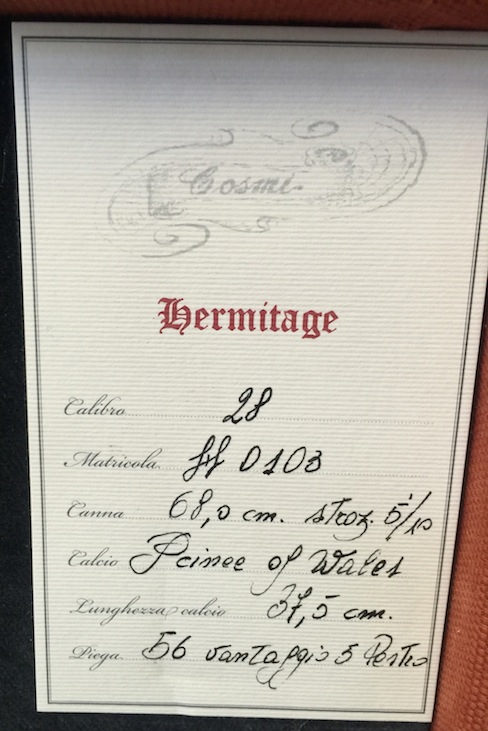 Cosmi
Hermitage
Calibro 28
Matricola HH 0103
Canna 68,0 cm. stroz. 5/10
Calcio Prince of Wales
Lunghezza calcio 37,5 cm.
Piega 56 vantaggio 5 Destro